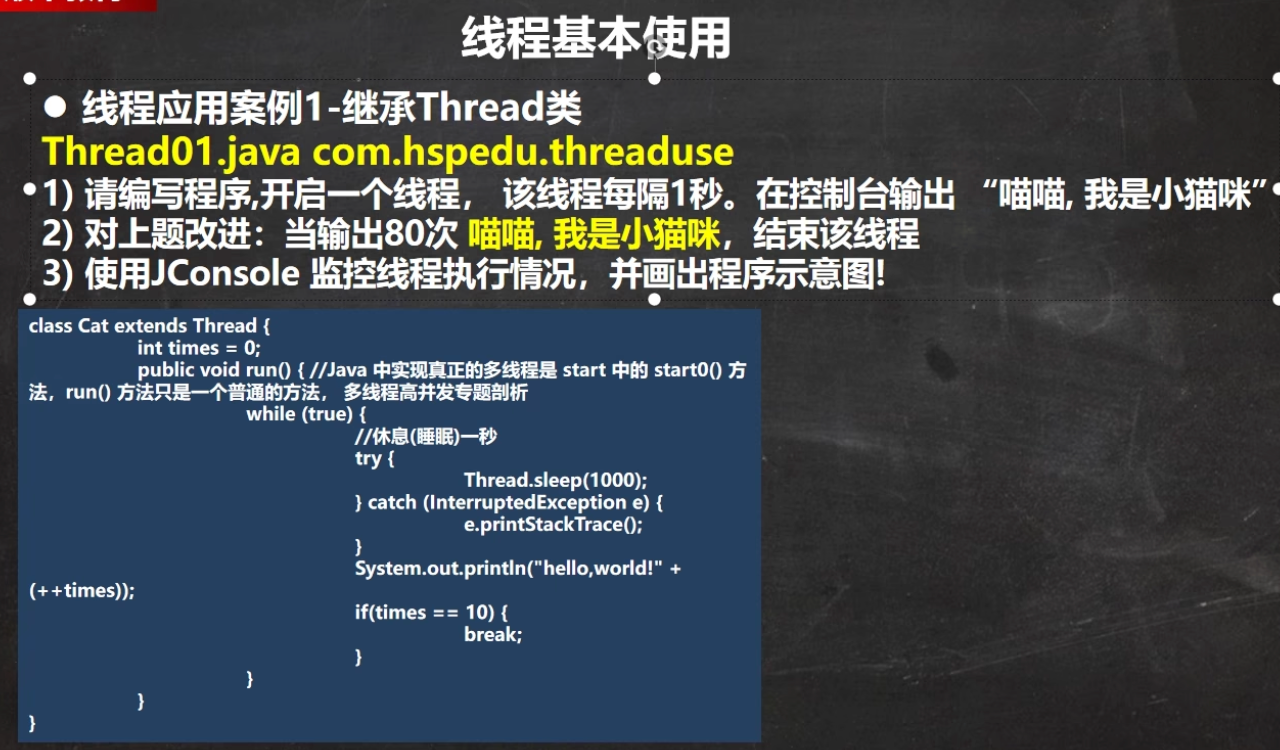 线程基本使用
● 线程应用案例1-继承Thread类
Thread01.java com.hspedu.threaduse
1) 请编写程序,开启一个线程， 该线程每隔1秒。在控制台输出 “喵喵, 我是小猫咪”
2) 对上题改进：当输出80次 喵喵, 我是小猫咪，结束该线程
3) 使用JConsole 监控线程执行情况，并画出程序示意图!
class Cat extends Thread {
int times = 0;
public void run() { //Java 中实现真正的多线程是 start 中的 start0() 方
法，run() 方法只是一个普通的方法， 多线程高并发专题剖析
while (true) {
//休息(睡眠)一秒
try {
Thread.sleep(1000);
} catch (InterruptedException e) {
e.printStackTrace();
}
System.out.println("hello,world!" +
(++times));
if(times == 10) {
break;
}
}
}
}